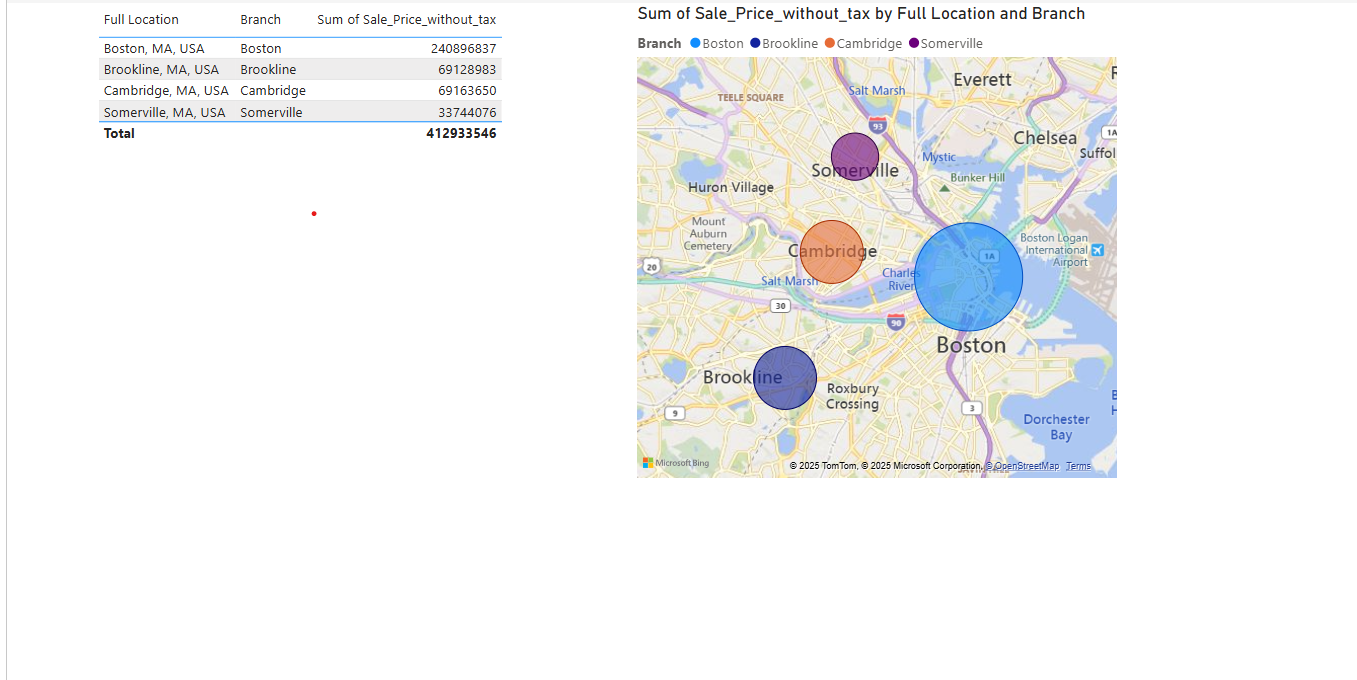 Full Location Branch Sum of Sale_Price_without_tax
Boston, MA, USA Boston 240896837
Brookline, MA, USA Brookline 69128983
Cambridge, MA, USA Cambridge 69163650
Somerville, MA, USA Somerville 33744076
Total 412933546
Sum of Sale_Price_without_tax by Full Location and Branch
Branch Boston Brookline Cambridge Somerville
Everett
R
TEELE SQUARE
Salt Marsh
93
1A
Chelsea
Suffol
Mystic
Somerville
Bunker Hill
Huron Village
Mount
Auburn
Cemetery
Boston Logan
International
Airport
Cambridge
1A
20
Salt Marsh
Charles
River
30
90
Boston
Brookline
Roxbury
Crossing
B
H
9
3
Dorchester
Bay
Microsoft Bing
© 2025 TomTom, © 2025 Microsoft Corporation, © OpenStreetMap Terms